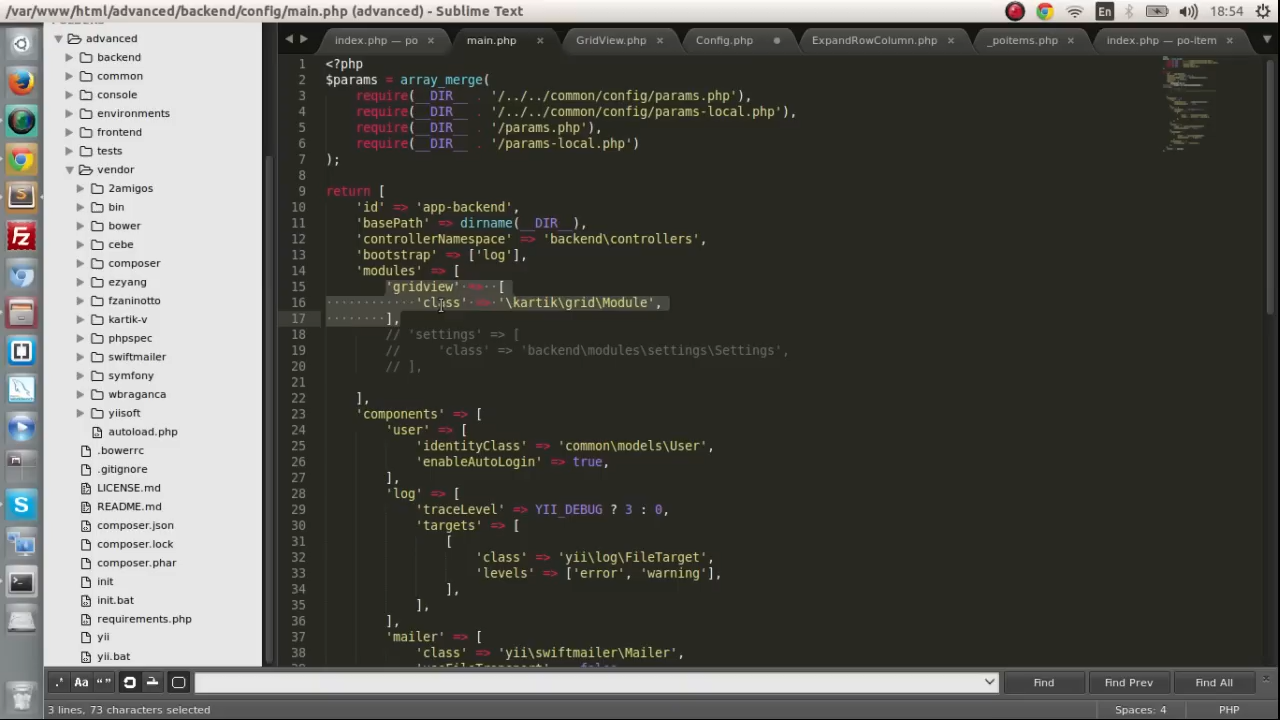 /var/www/html/advanced/backend/config/main.php (advanced) - Sublime Text
En
18:54
advanced
backend
common
console
environments
frontend
tests
vendor
2amigos
bin
bower
cebe
composer
ezyang
fzaninotto
kartik-v
phpspec
swiftmailer
symfony
wbraganca
yiisoft
autoload.php
.bowerrc
.gitignore
LICENSE.md
README.md
composer.json
composer.lock
composer.phar
init
init.bat
requirements.php
yii
yii.bat
index.php — po × main.php × GridView.php × Config.php ExpandRowColumn.php × _poitems.php × index.php — po-item ×
1 <?php
2 $params = array_merge(
3 require(__DIR__ . '/../../common/config/params.php'),
4 require(__DIR__ . '/../../common/config/params-local.php'),
5 require(__DIR__ . '/params.php'),
6 require(__DIR__ . '/params-local.php')
7 );
8
9 return [
10 'id' => 'app-backend',
11 'basePath' => dirname(__DIR__),
12 'controllerNamespace' => 'backend\controllers',
13 'bootstrap' => ['log'],
14 'modules' => [
15 'gridview' => [
16 'class' => '\kartik\grid\Module',
17 ],
18 // 'settings' => [
19 // 'class' => 'backend\modules\settings\Settings',
20 // ],
21
22 ],
23 'components' => [
24 'user' => [
25 'identityClass' => 'common\models\User',
26 'enableAutoLogin' => true,
27 ],
28 'log' => [
29 'traceLevel' => YII_DEBUG ? 3 : 0,
30 'targets' => [
31 [
32 'class' => 'yii\log\FileTarget',
33 'levels' => ['error', 'warning'],
34 ],
35 ],
36 ],
37 'mailer' => [
38 'class' => 'yii\swiftmailer\Mailer',
.* Aa “ ” Find Find Prev Find All
3 lines, 73 characters selected
Spaces: 4 PHP